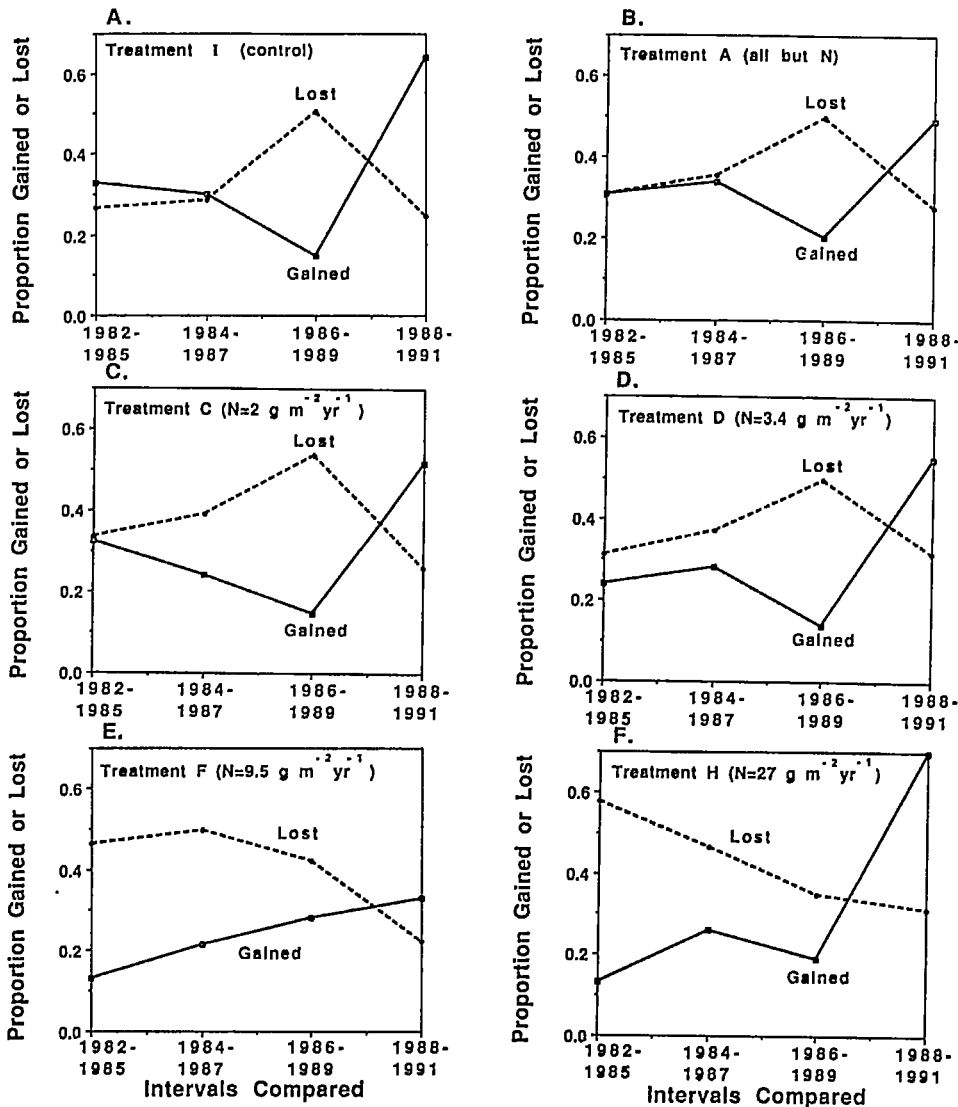 A.
Treatment I (control)
Lost
Gained
Proportion Gained or Lost
0.6
0.4
0.2
0.0
1982-
1985
1984-
1987
1986-
1989
1988-
1991
B.
Treatment A (all but N)
Lost
Gained
Proportion Gained or Lost
0.6
0.4
0.2
0.0
1982-
1985
1984-
1987
1986-
1989
1988-
1991
C.
Treatment C (N=2 g m⁻²yr⁻¹)
Lost
Gained
Proportion Gained or Lost
0.6
0.4
0.2
0.0
1982-
1985
1984-
1987
1986-
1989
1988-
1991
D.
Treatment D (N=3.4 g m⁻²yr⁻¹)
Lost
Gained
Proportion Gained or Lost
0.6
0.4
0.2
0.0
1982-
1985
1984-
1987
1986-
1989
1988-
1991
E.
Treatment F (N=9.5 g m⁻²yr⁻¹)
Lost
Gained
Proportion Gained or Lost
0.6
0.4
0.2
0.0
1982-
1985
1984-
1987
1986-
1989
1988-
1991
Intervals Compared
F.
Treatment H (N=27 g m⁻²yr⁻¹)
Lost
Gained
Proportion Gained or Lost
0.6
0.4
0.2
0.0
1982-
1985
1984-
1987
1986-
1989
1988-
1991
Intervals Compared